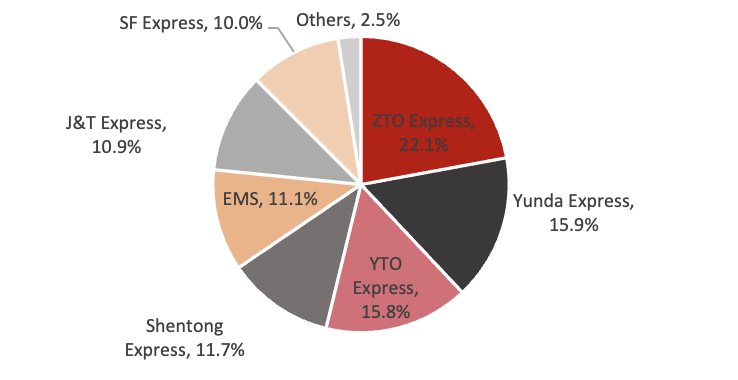 SF Express, 10.0%
Others, 2.5%
ZTO Express,
22.1%
Yunda Express,
15.9%
YTO
Express,
15.8%
Shentong
Express, 11.7%
EMS, 11.1%
J&T Express,
10.9%